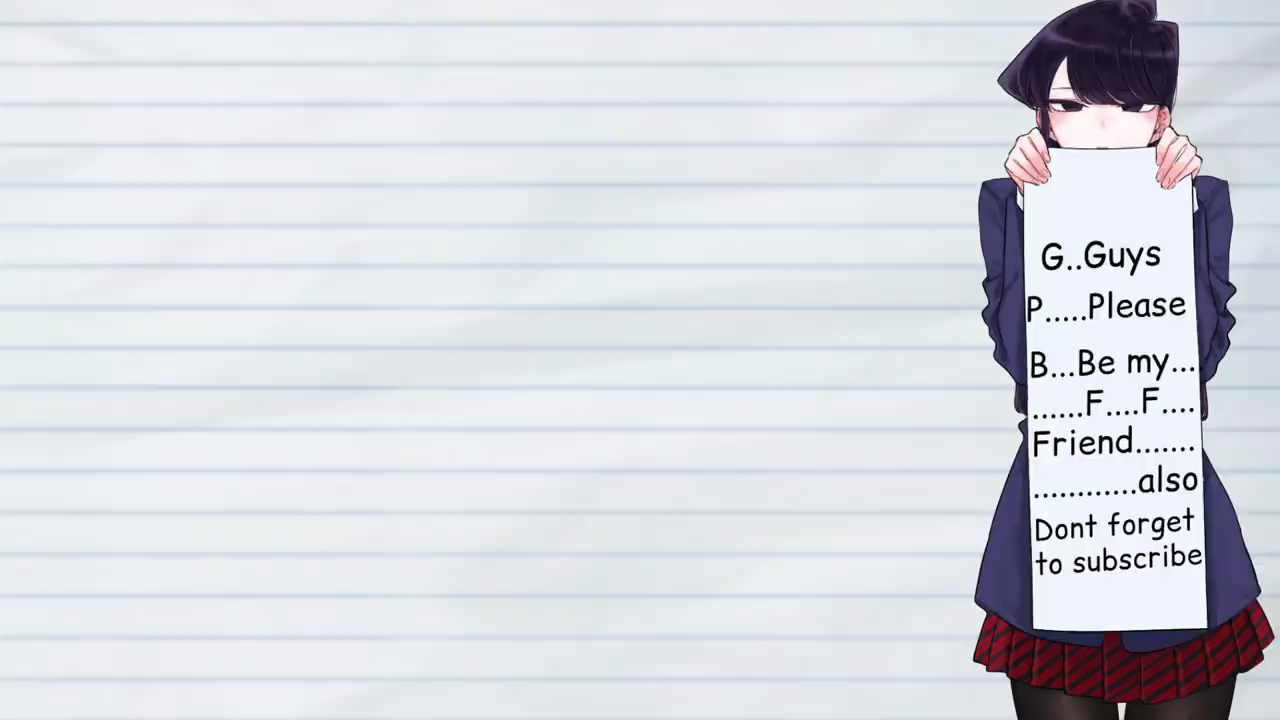 G..Guys
P.....Please
B...Be my...
......F....F....
Friend.......
............also
Dont forget
to subscribe